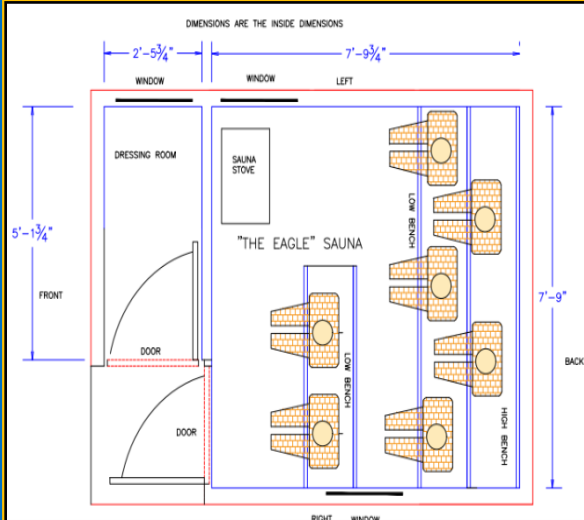 DIMENSIONS ARE THE INSIDE DIMENSIONS
2'-5¾"
7'-9¾"
WINDOW
WINDOW
LEFT
DRESSING ROOM
SAUNA
STOVE
LOW BENCH
5'-1¾"
"THE EAGLE" SAUNA
FRONT
7'-9"
DOOR
LOW BENCH
BACK
DOOR
HIGH BENCH
RIGHT
WINDOW